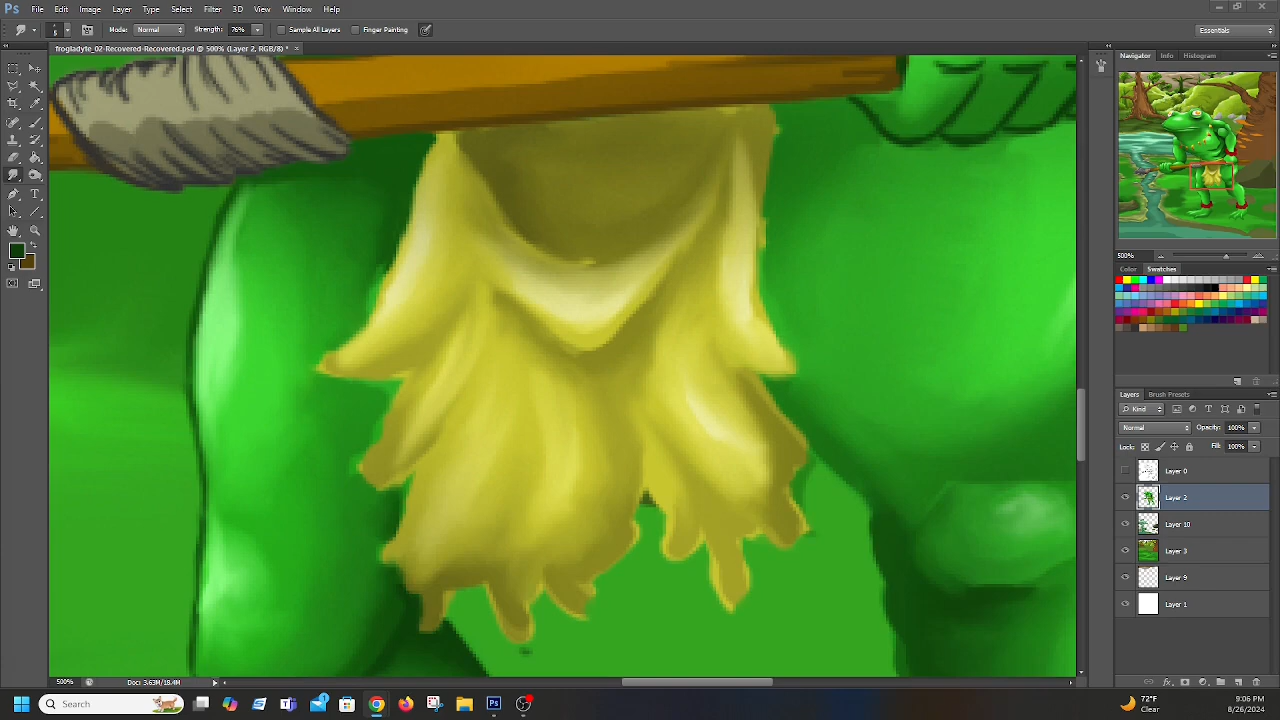 Ps File Edit Image Layer Type Select Filter 3D View Window Help
Mode: Normal Strength: 76% Sample All Layers Finger Painting Essentials
frogladyte_02-Recovered-Recovered.psd @ 500% (Layer 2, RGB/8) * ×
Navigator Info Histogram
500%
Color Swatches
Layers Brush Presets
Kind
Normal Opacity: 100%
Lock: Fill: 100%
Layer 0
Layer 2
Layer 10
Layer 3
Layer 9
Layer 1
500% Doc: 3.63M/18.4M
Search
72°F
Clear
9:06 PM
8/26/2024